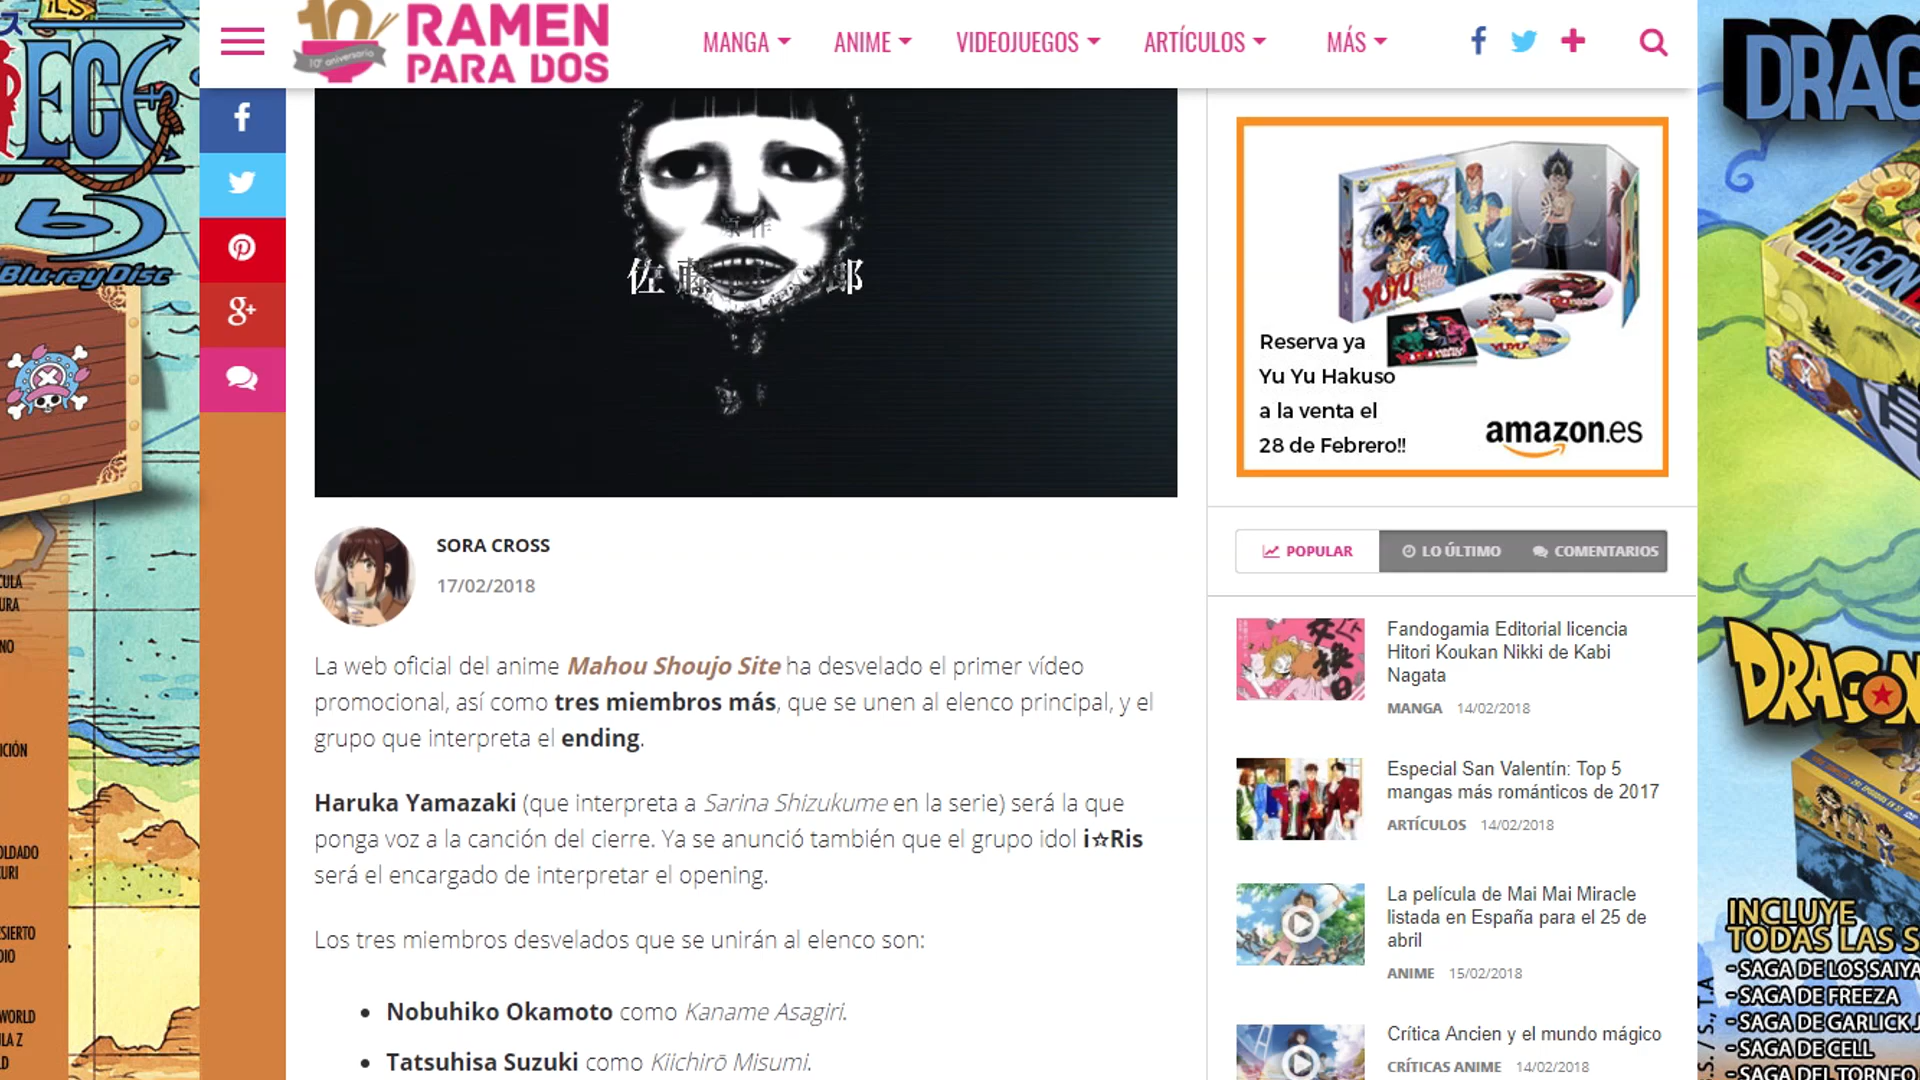 10º aniversario
RAMEN
PARA DOS
MANGA
ANIME
VIDEOJUEGOS
ARTÍCULOS
MÁS
原作
佐藤 郎
SORA CROSS
17/02/2018
La web oficial del anime Mahou Shoujo Site ha desvelado el primer vídeo
promocional, así como tres miembros más, que se unen al elenco principal, y el
grupo que interpreta el ending.
Haruka Yamazaki (que interpreta a Sarina Shizukume en la serie) será la que
ponga voz a la canción del cierre. Ya se anunció también que el grupo idol i☆Ris
será el encargado de interpretar el opening.
Los tres miembros desvelados que se unirán al elenco son:
• Nobuhiko Okamoto como Kaname Asagiri.
• Tatsuhisa Suzuki como Kiichirō Misumi.
Reserva ya
Yu Yu Hakuso
a la venta el
28 de Febrero!!
amazon.es
POPULAR
LO ÚLTIMO
COMENTARIOS
Fandogamia Editorial licencia
Hitori Koukan Nikki de Kabi
Nagata
MANGA 14/02/2018
Especial San Valentín: Top 5
mangas más románticos de 2017
ARTÍCULOS 14/02/2018
La película de Mai Mai Miracle
listada en España para el 25 de
abril
ANIME 15/02/2018
Crítica Ancien y el mundo mágico
CRÍTICAS ANIME 14/02/2018
Blu-ray Disc
DRAG
DRAGON
DRAGON
INCLUYE
TODAS LAS S
- SAGA DE LOS SAIYA
- SAGA DE FREEZA
- SAGA DE GARLICK J
- SAGA DE CELL
- SAGA DEL TORNEO